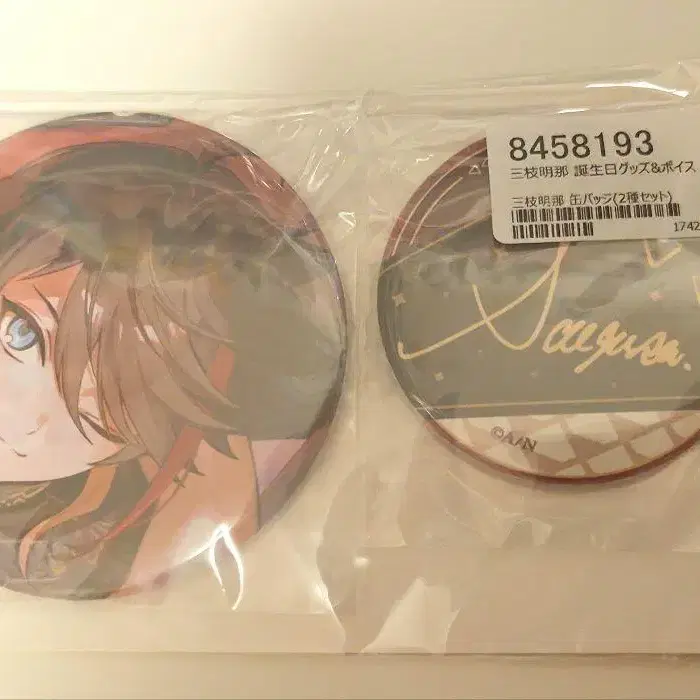 8458193
三枝明那 誕生日グッズ&ボイス
三枝明那 缶バッジ(2種セット)
1742
Saegusa.
©A/N